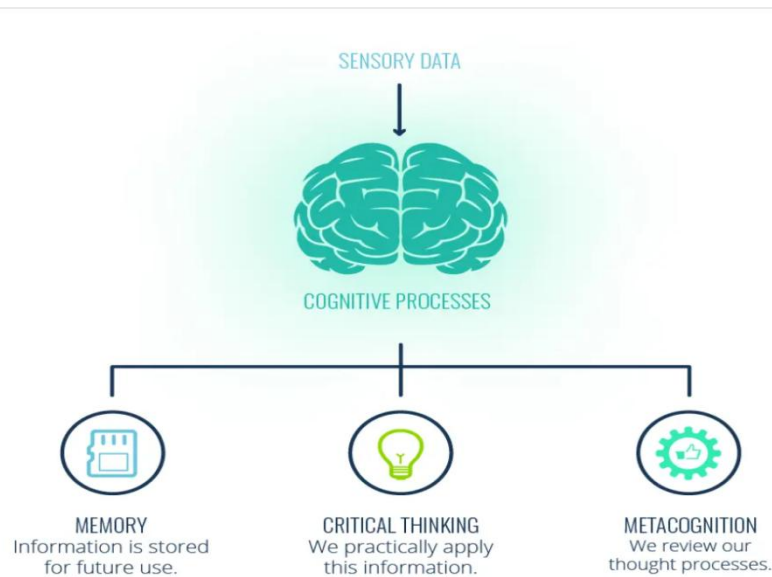 SENSORY DATA
COGNITIVE PROCESSES
MEMORY
Information is stored
for future use.
CRITICAL THINKING
We practically apply
this information.
METACOGNITION
We review our
thought processes.